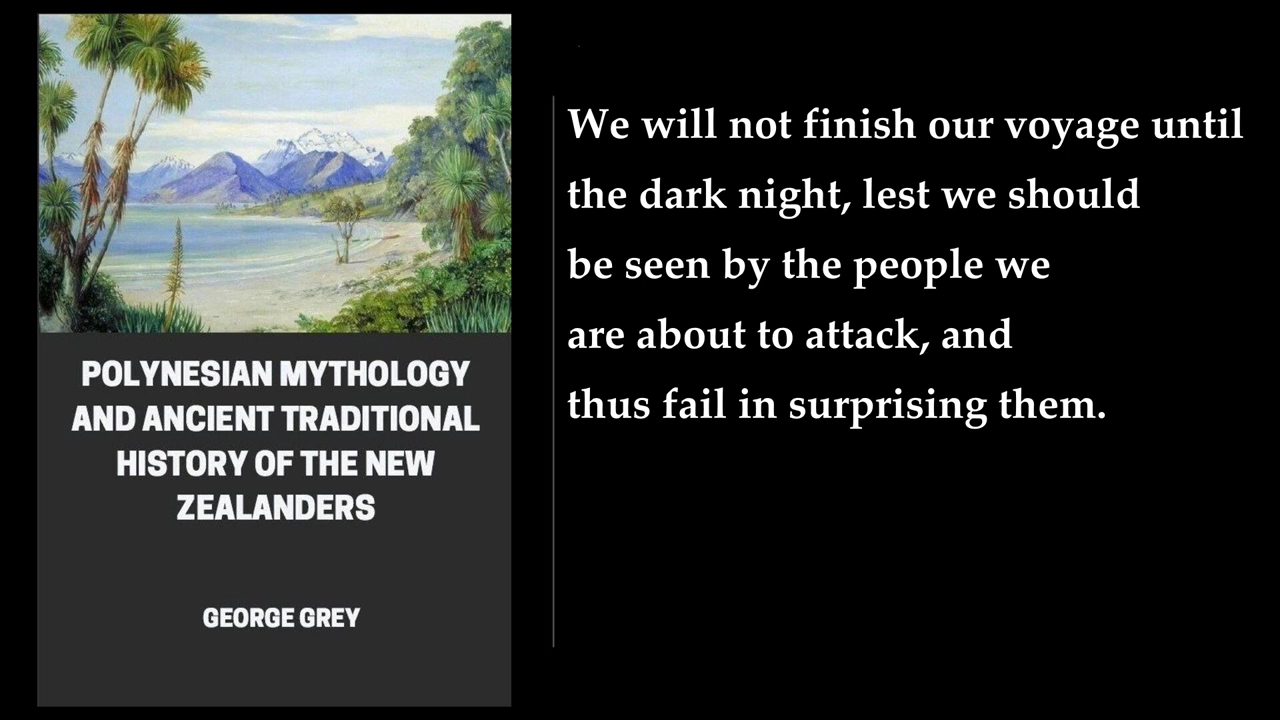 POLYNESIAN MYTHOLOGY
AND ANCIENT TRADITIONAL
HISTORY OF THE NEW
ZEALANDERS
GEORGE GREY
We will not finish our voyage until
the dark night, lest we should
be seen by the people we
are about to attack, and
thus fail in surprising them.